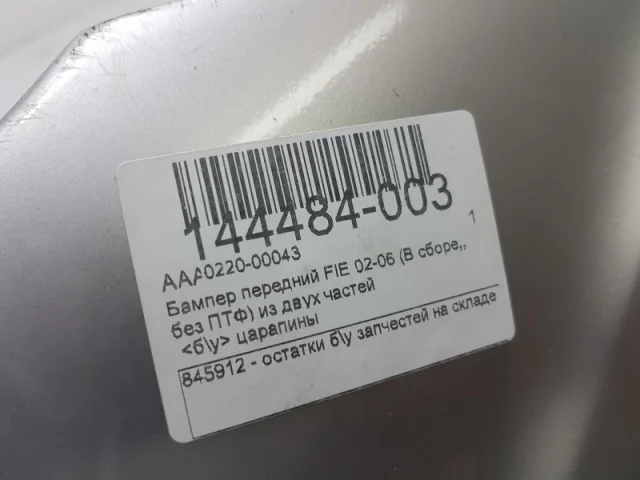 144484-003
AAA0220-00043
1
Бампер передний FIE 02-06 (В сборе,,
без ПТФ) из двух частей
<б\у> царапины
845912 - остатки б\у запчестей на складе